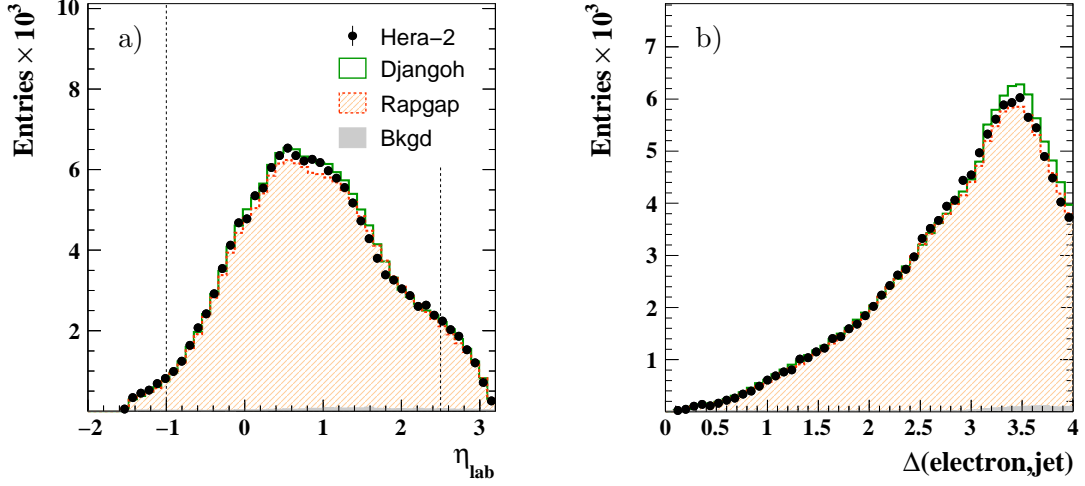 Entries × 10³
10
8
6
4
2
a)
Hera−2
Djangoh
Rapgap
Bkgd
−2
−1
0
1
2
3
η_lab
Entries × 10³
7
6
5
4
3
2
1
b)
0
0.5
1
1.5
2
2.5
3
3.5
4
Δ(electron,jet)